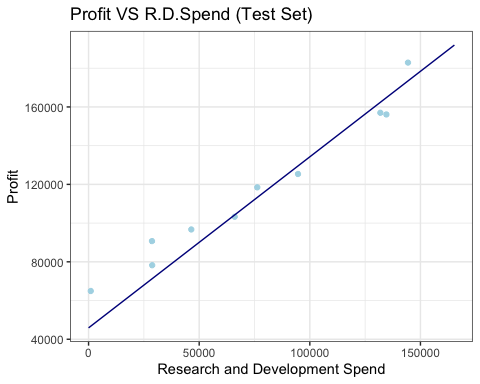 Profit VS R.D.Spend (Test Set)
160000
120000
80000
40000
Profit
0 50000 100000 150000
Research and Development Spend